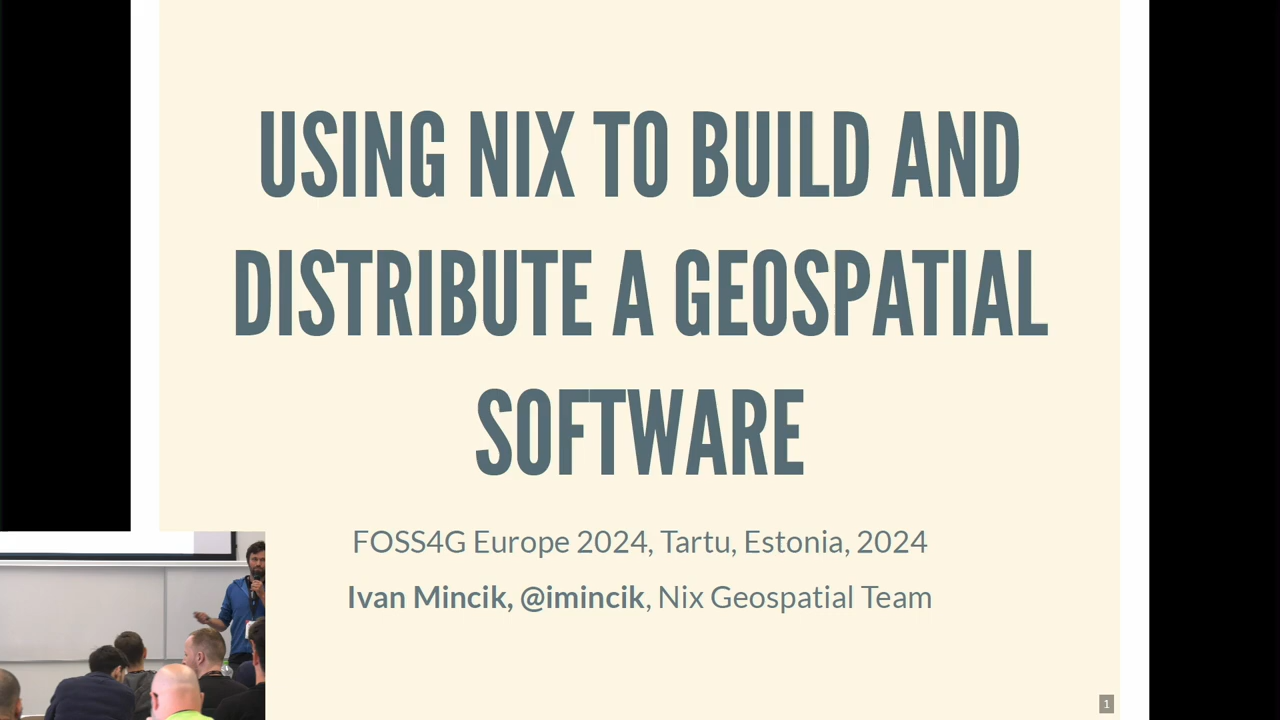 USING NIX TO BUILD AND
DISTRIBUTE A GEOSPATIAL
SOFTWARE
FOSS4G Europe 2024, Tartu, Estonia, 2024
Ivan Mincik, @imincik, Nix Geospatial Team
1